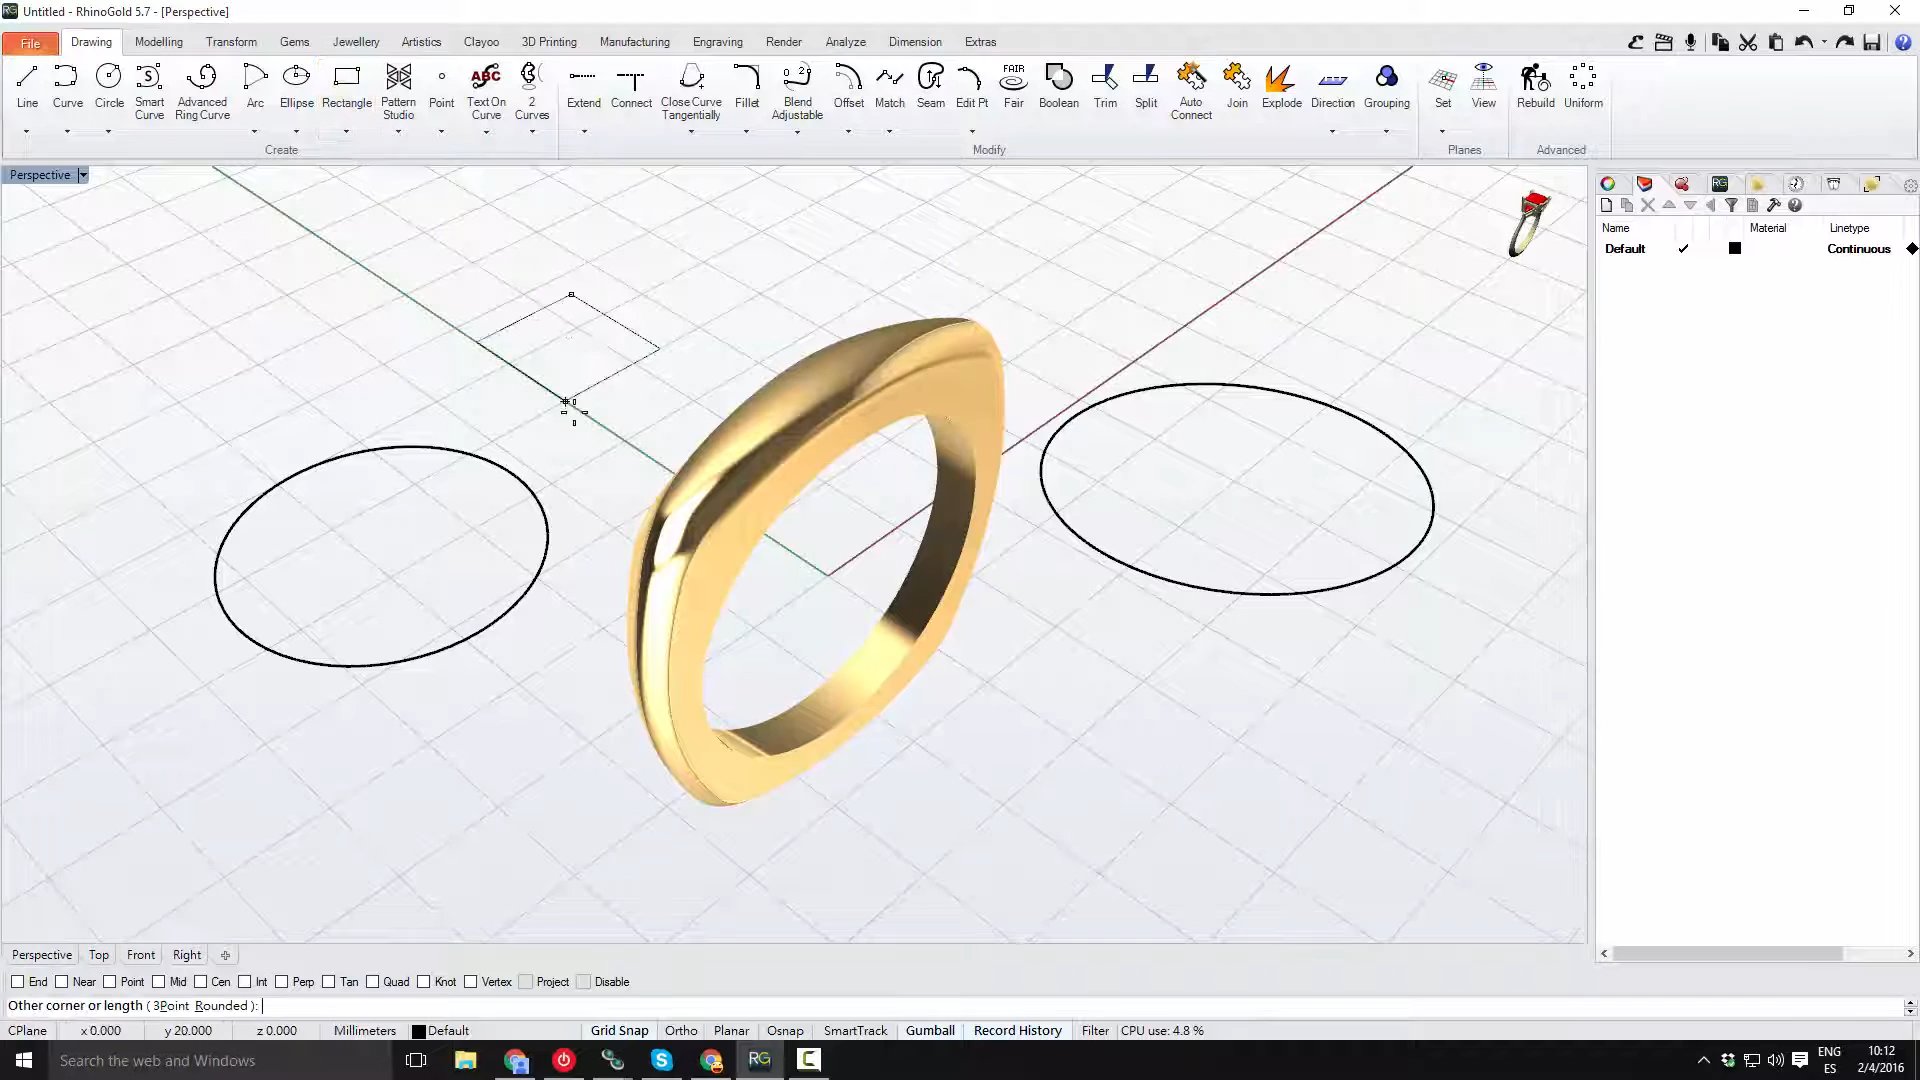 Untitled - RhinoGold 5.7 - [Perspective]
File Drawing Modelling Transform Gems Jewellery Artistics Clayoo 3D Printing Manufacturing Engraving Render Analyze Dimension Extras
Line Curve Circle Smart Curve Advanced Ring Curve Arc Ellipse Rectangle Pattern Studio Point ABC Text On Curve 2 Curves Extend Connect Close Curve Tangentially Fillet Blend Adjustable Offset Match Seam Edit Pt FAIR Fair Boolean Trim Split Auto Connect Join Explode Direction Grouping Set View Rebuild Uniform
Create Modify Planes Advanced
Perspective
RG
Name Material Linetype
Default Continuous
Perspective Top Front Right
End Near Point Mid Cen Int Perp Tan Quad Knot Vertex Project Disable
Other corner or length ( 3Point Rounded ):
CPlane x 0.000 y 20.000 z 0.000 Millimeters Default Grid Snap Ortho Planar Osnap SmartTrack Gumball Record History Filter CPU use: 4.8 %
Search the web and Windows
RG
ENG
ES
10:12
2/4/2016